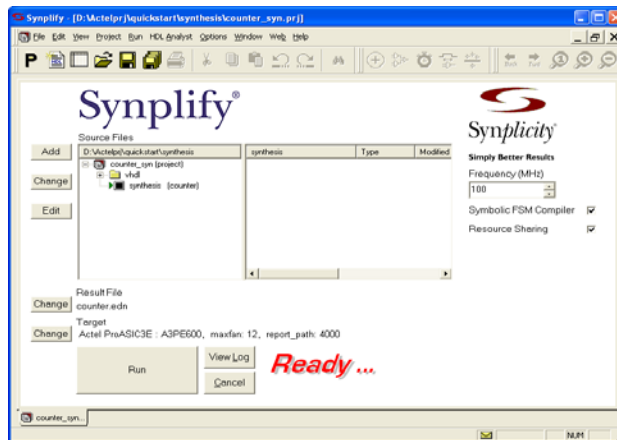 Synplify - [D:\Actelprj\quickstart\synthesis\counter_syn.prj]
File Edit View Project Run HDL Analyst Options Window Web Help
P
Back Fwd
Synplify®
Synplicity®
Simply Better Results
Source Files
Add
D:\Actelprj\quickstart\synthesis
synthesis Type Modified
counter_syn (project)
vhdl
synthesis (counter)
Change
Edit
Frequency (MHz)
100
Symbolic FSM Compiler
Resource Sharing
Result File
Change
counter.edn
Target
Change
Actel ProASIC3E : A3PE600, maxfan: 12, report_path: 4000
Run
View Log
Cancel
Ready ...
counter_syn...
NUM